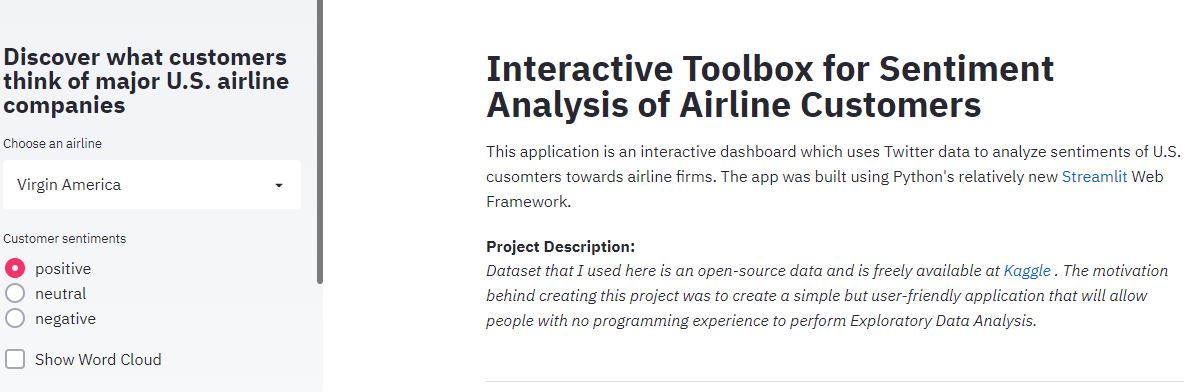 Discover what customers
think of major U.S. airline
companies
Choose an airline
Virgin America
Customer sentiments
positive
neutral
negative
Show Word Cloud
Interactive Toolbox for Sentiment
Analysis of Airline Customers
This application is an interactive dashboard which uses Twitter data to analyze sentiments of U.S.
cusomters towards airline firms. The app was built using Python's relatively new Streamlit Web
Framework.
Project Description:
Dataset that I used here is an open-source data and is freely available at Kaggle . The motivation
behind creating this project was to create a simple but user-friendly application that will allow
people with no programming experience to perform Exploratory Data Analysis.